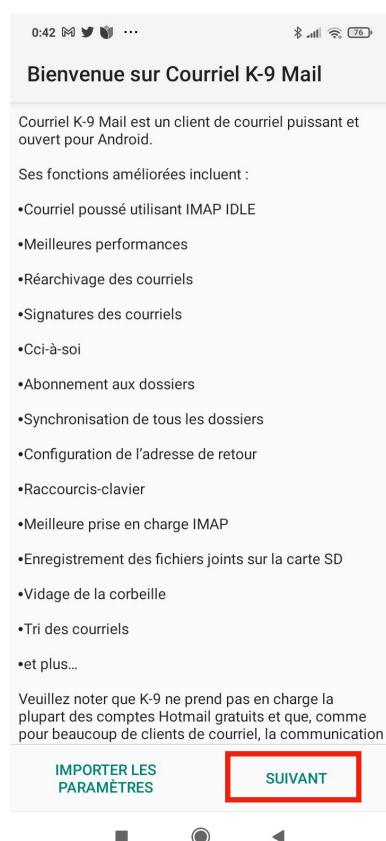 0:42 ... 76
Bienvenue sur Courriel K-9 Mail
Courriel K-9 Mail est un client de courriel puissant et
ouvert pour Android.
Ses fonctions améliorées incluent :
•Courriel poussé utilisant IMAP IDLE
•Meilleures performances
•Réarchivage des courriels
•Signatures des courriels
•Cci-à-soi
•Abonnement aux dossiers
•Synchronisation de tous les dossiers
•Configuration de l’adresse de retour
•Raccourcis-clavier
•Meilleure prise en charge IMAP
•Enregistrement des fichiers joints sur la carte SD
•Vidage de la corbeille
•Tri des courriels
•et plus…
Veuillez noter que K-9 ne prend pas en charge la
plupart des comptes Hotmail gratuits et que, comme
pour beaucoup de clients de courriel, la communication
IMPORTER LES
PARAMÈTRES
SUIVANT